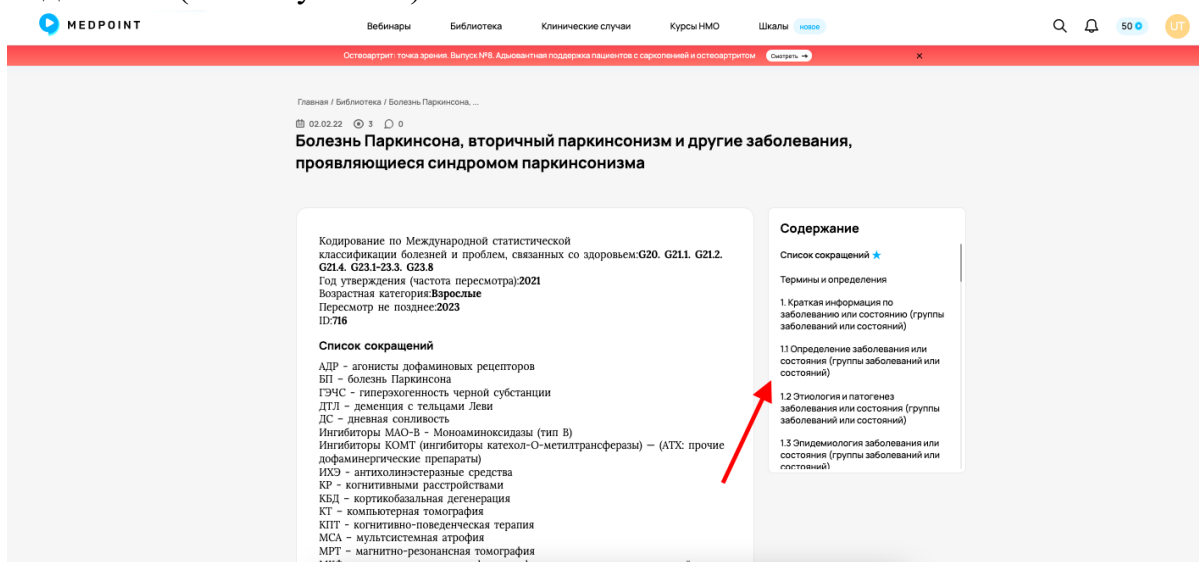 MEDPOINT
Вебинары Библиотека Клинические случаи Курсы НМО Шкалы новое 50 UT
Остеоартрит: точка зрения. Выпуск №8. Адъювантная поддержка пациентов с саркопенией и остеоартритом Смотреть → ×
Главная / Библиотека / Болезнь Паркинсона, ...
02.02.22 3 0
Болезнь Паркинсона, вторичный паркинсонизм и другие заболевания,
проявляющиеся синдромом паркинсонизма
Кодирование по Международной статистической
классификации болезней и проблем, связанных со здоровьем:G20. G21.1. G21.2.
G21.4. G23.1-23.3. G23.8
Год утверждения (частота пересмотра):2021
Возрастная категория:Взрослые
Пересмотр не позднее:2023
ID:716
Список сокращений
АДР - агонисты дофаминовых рецепторов
БП – болезнь Паркинсона
ГЭЧС - гиперэхогенность черной субстанции
ДТЛ – деменция с тельцами Леви
ДС – дневная сонливость
Ингибиторы МАО-В - Моноаминоксидазы (тип В)
Ингибиторы КОМТ (ингибиторы катехол-О-метилтрансферазы) — (АТХ: прочие
дофаминергические препараты)
ИХЭ - антихолинэстеразные средства
КР - когнитивными расстройствами
КБД – кортикобазальная дегенерация
КТ – компьютерная томография
КПТ - когнитивно-поведенческая терапия
МСА – мультисистемная атрофия
МРТ – магнитно-резонансная томография
Содержание
Список сокращений ★
Термины и определения
1. Краткая информация по
заболеванию или состоянию (группы
заболеваний или состояний)
1.1 Определение заболевания или
состояния (группы заболеваний или
состояний)
1.2 Этиология и патогенез
заболевания или состояния (группы
заболеваний или состояний)
1.3 Эпидемиология заболевания или
состояния (группы заболеваний или
состояний)